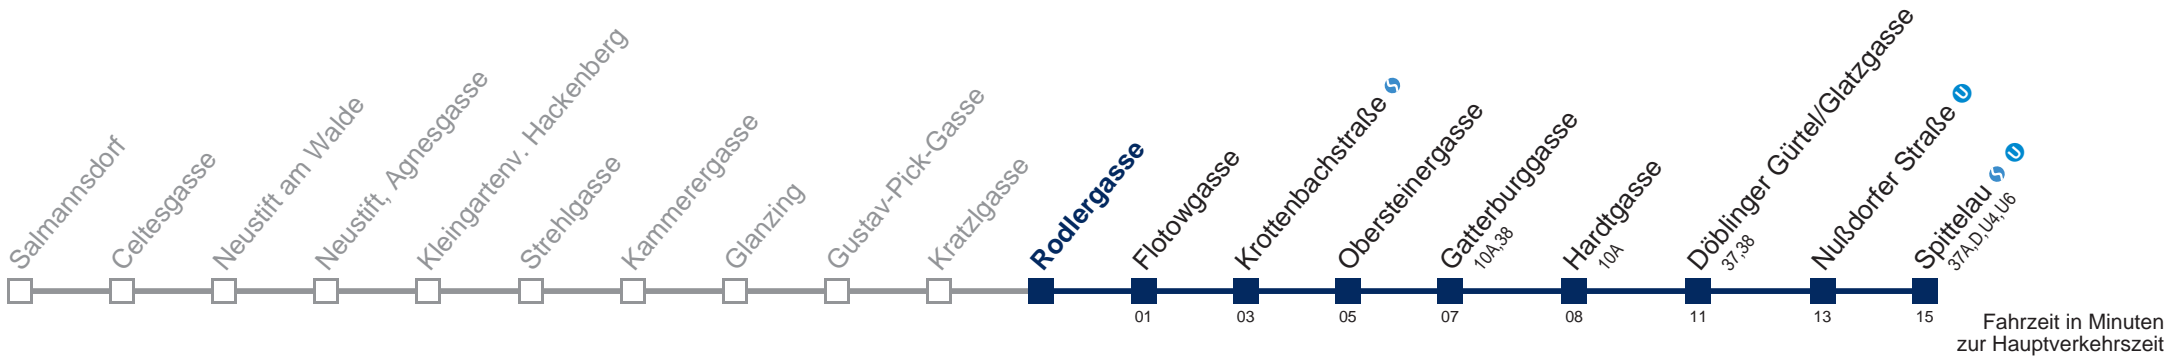 Salmannsdorf
Celtesgasse
Neustift am Walde
Neustift, Agnesgasse
Kleingartenv. Hackenberg
Strehlgasse
Kammerergasse
Glanzing
Gustav-Pick-Gasse
Kratzlgasse
Rodlergasse
Flotowgasse
Krottenbachstraße S
Obersteinergasse
Gatterburggasse
10A,38
Hardtgasse
10A
Döblinger Gürtel/Glatzgasse
37,38
Nußdorfer Straße U
Spittelau S U
37A,D,U4,U6
01 03 05 07 08 11 13 15
Fahrzeit in Minuten
zur Hauptverkehrszeit